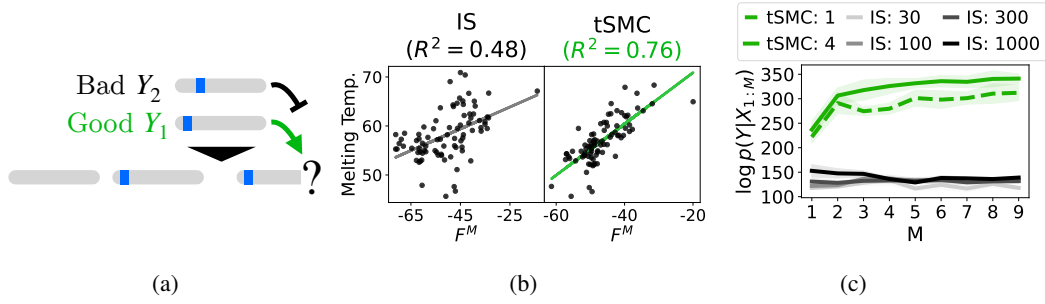 Bad Y₂
Good Y₁
?
(a)
IS
(R² = 0.48)
tSMC
(R² = 0.76)
Melting Temp.
70
60
50
-65
-45
-25
F^M
-60
-40
-20
F^M
(b)
tSMC: 1
IS: 30
IS: 300
tSMC: 4
IS: 100
IS: 1000
log p(Y|X₁:M)
350
300
250
200
150
100
1 2 3 4 5 6 7 8 9
M
(c)